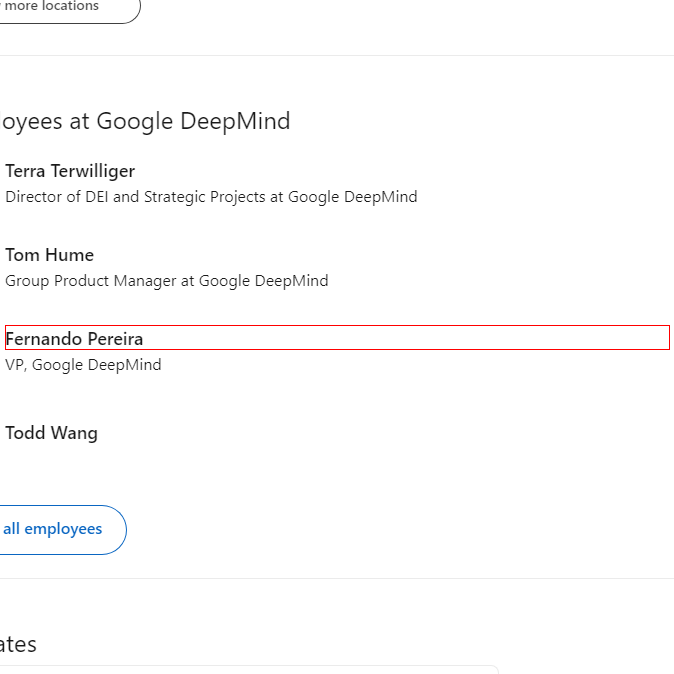 more locations
oyees at Google DeepMind
Terra Terwilliger
Director of DEI and Strategic Projects at Google DeepMind
Tom Hume
Group Product Manager at Google DeepMind
Fernando Pereira
VP, Google DeepMind
Todd Wang
all employees
ates